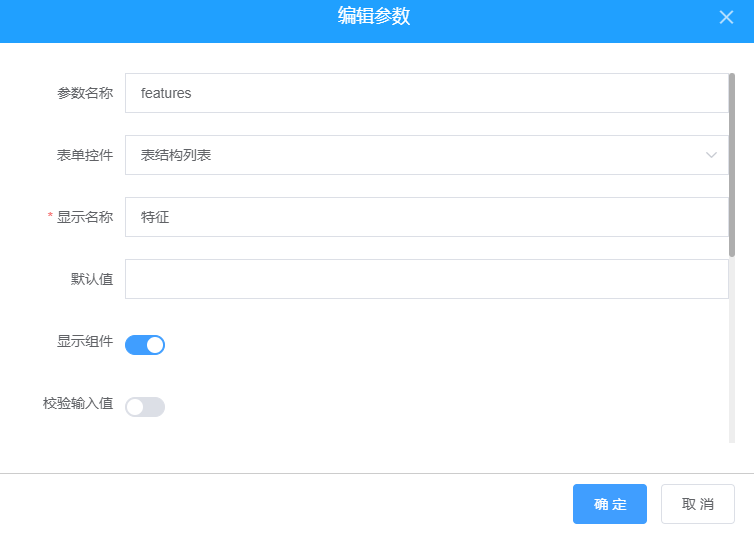 编辑参数
参数名称 features
表单控件 表结构列表
* 显示名称 特征
默认值
显示组件
校验输入值
确 定 取 消